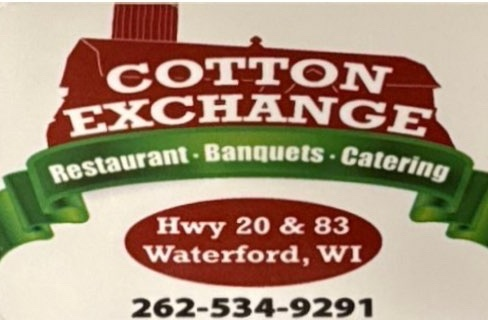 COTTON
EXCHANGE
Restaurant · Banquets · Catering
Hwy 20 & 83
Waterford, WI
262-534-9291